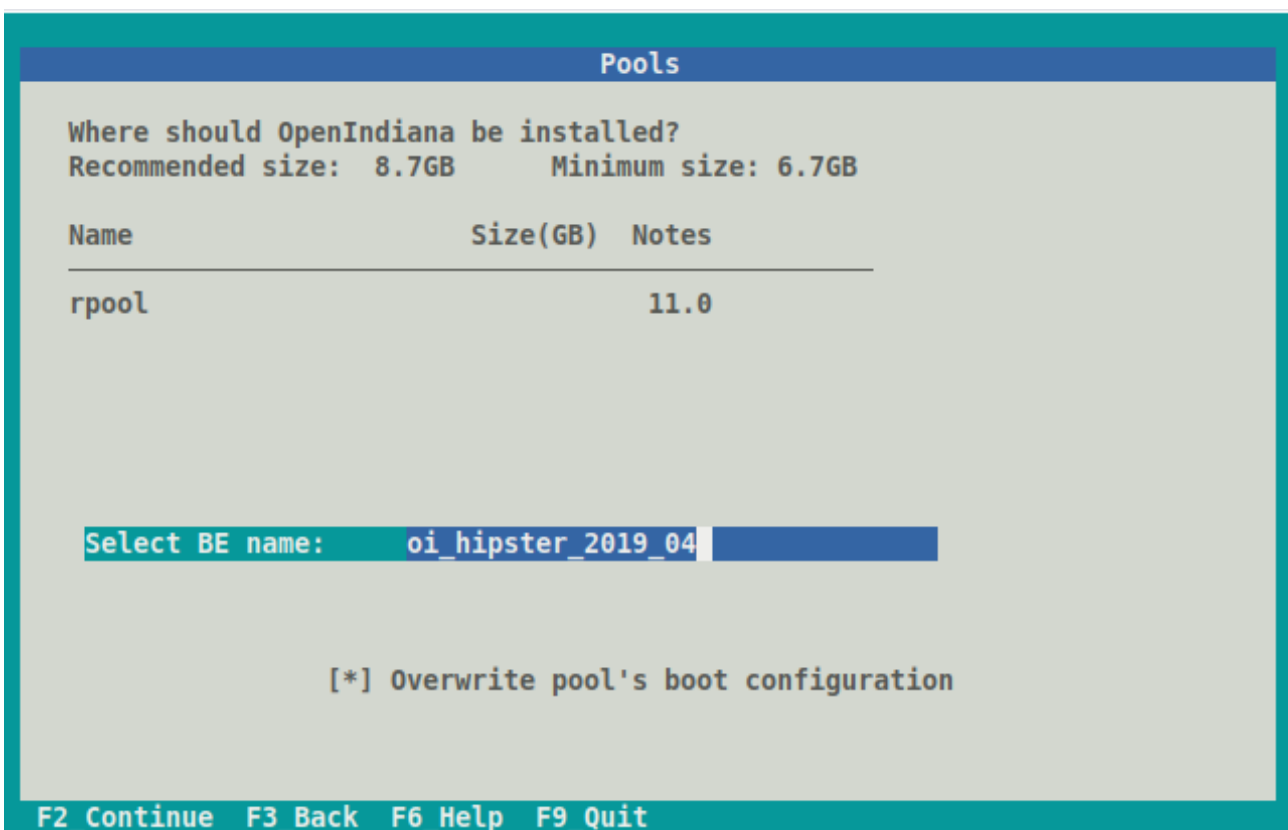 Pools
Where should OpenIndiana be installed?
Recommended size:  8.7GB      Minimum size: 6.7GB
Name                     Size(GB)  Notes
rpool                               11.0
Select BE name:     oi_hipster_2019_04
[*] Overwrite pool's boot configuration
F2 Continue  F3 Back  F6 Help  F9 Quit